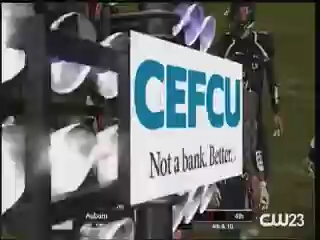 CEFCU
Not a bank. Better.
Auburn
4th
4th & 10
CW23